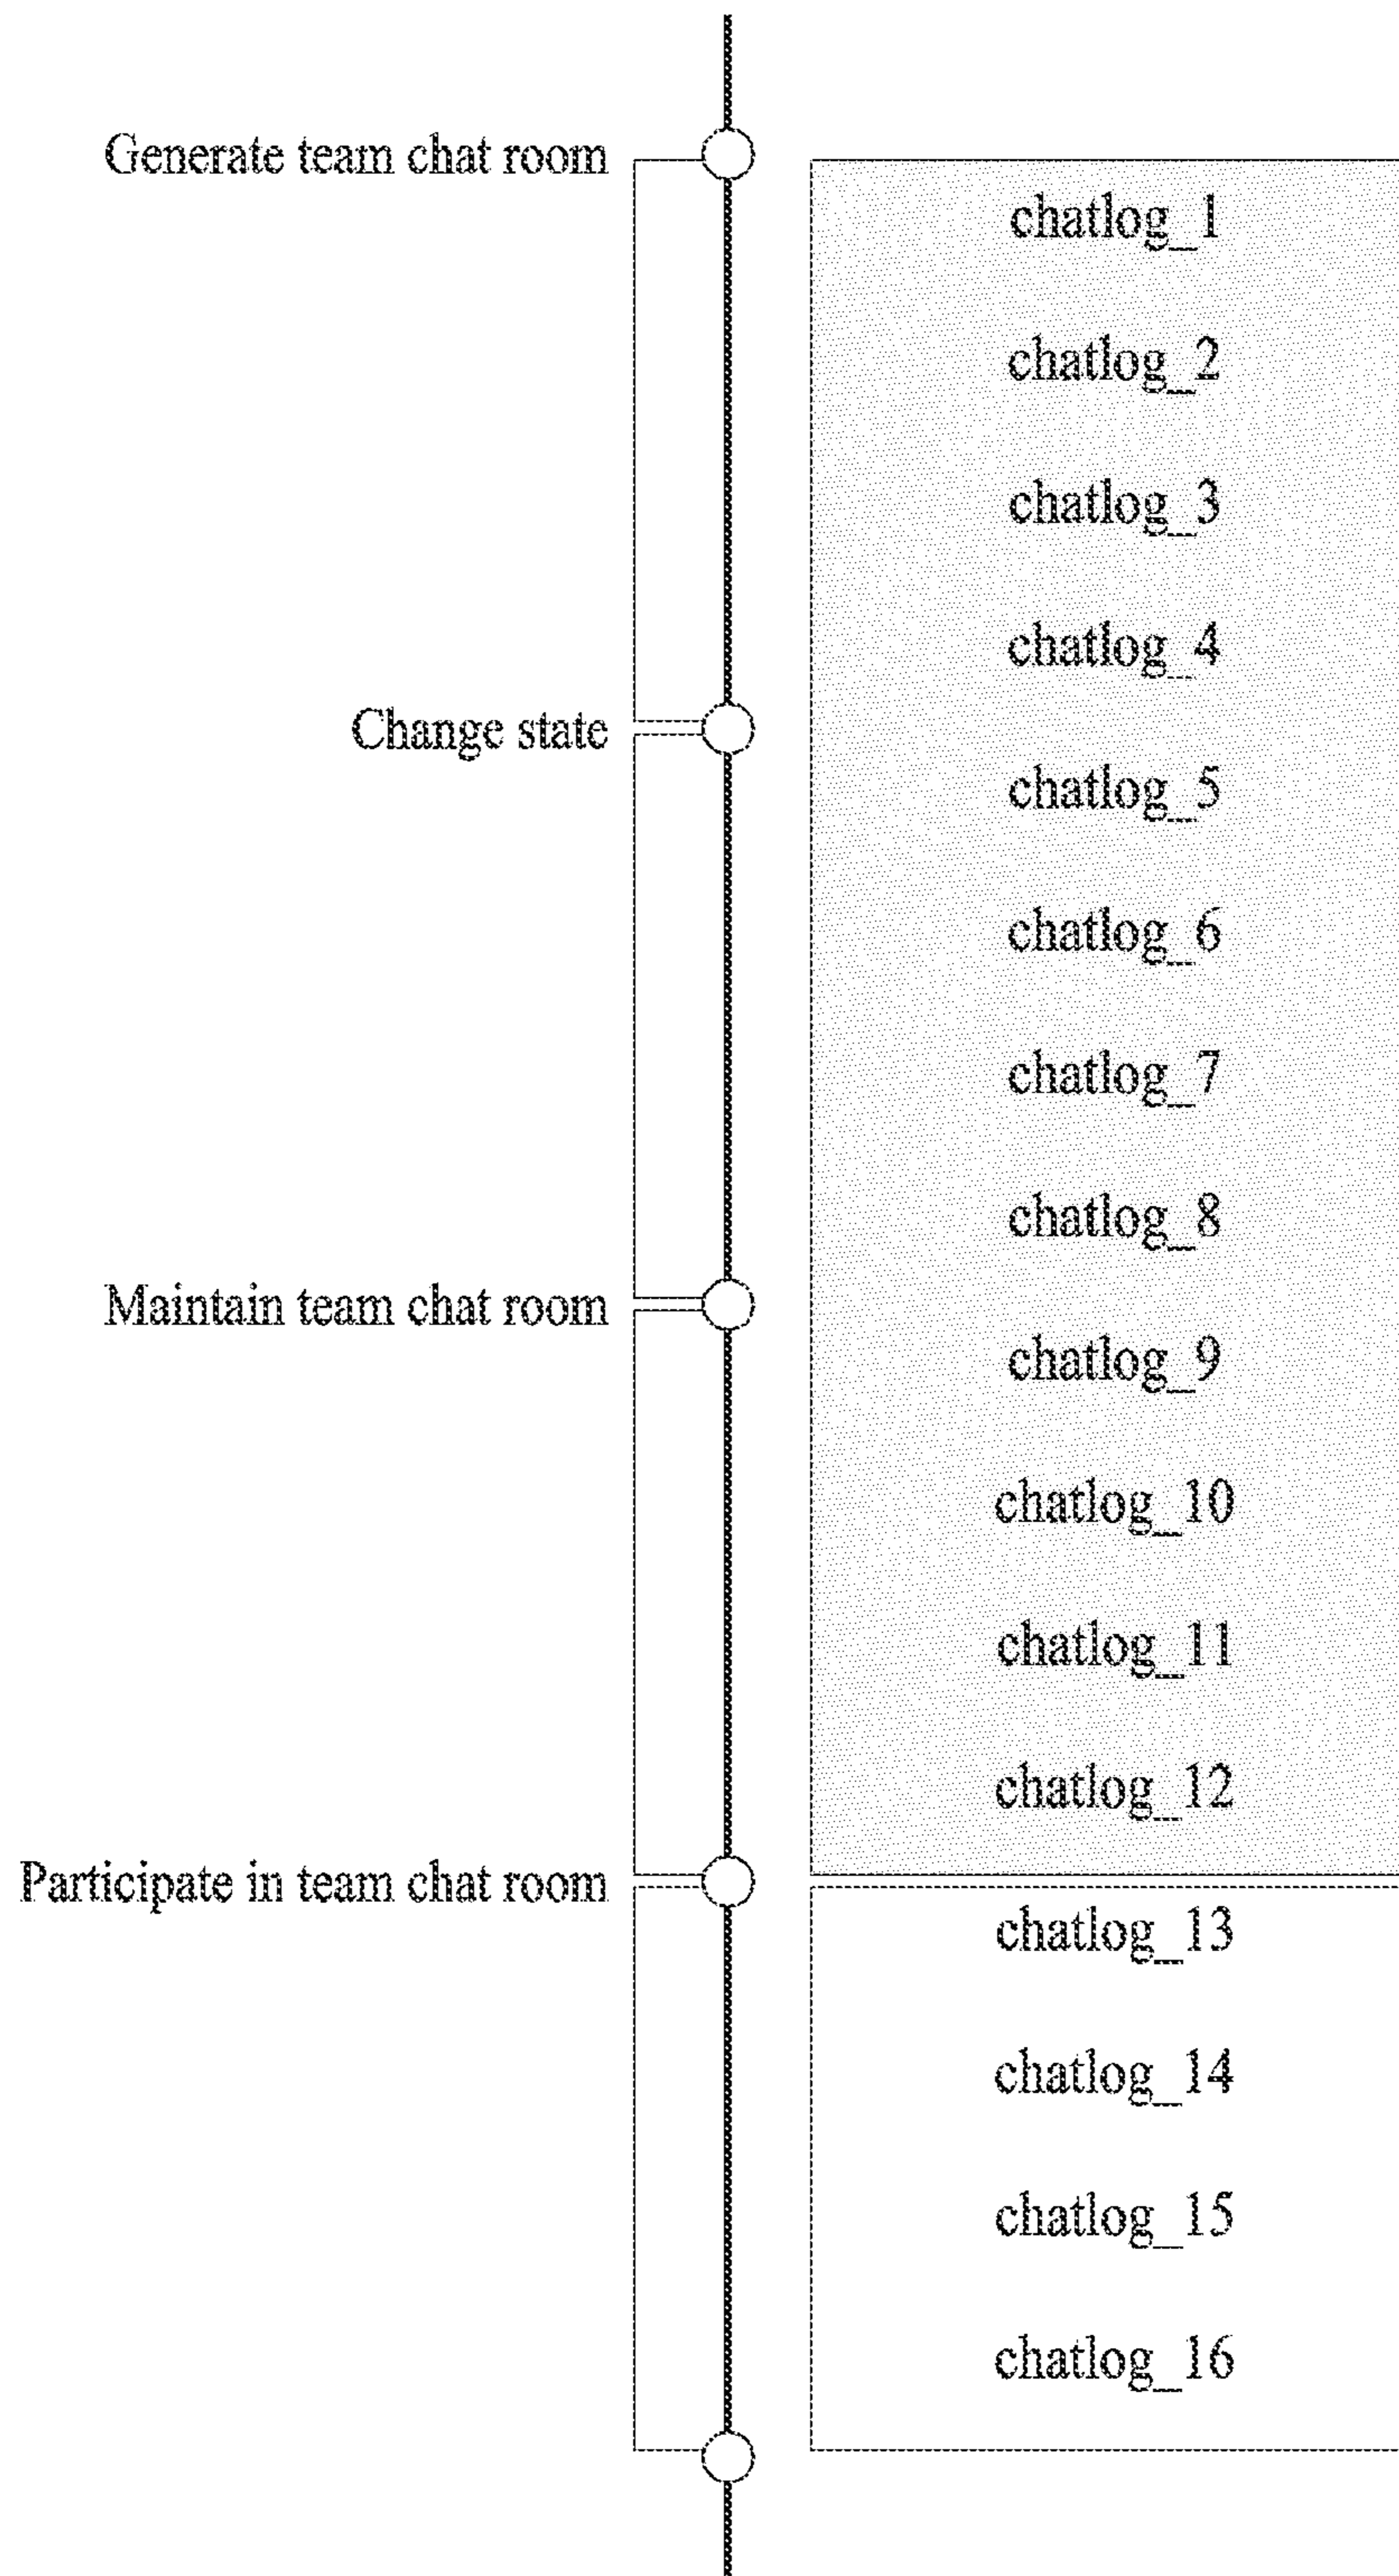 Generate team chat room
chatlog_1
chatlog_2
chatlog_3
chatlog_4
Change state
chatlog_5
chatlog_6
chatlog_7
chatlog_8
Maintain team chat room
chatlog_9
chatlog_10
chatlog_11
chatlog_12
Participate in team chat room
chatlog_13
chatlog_14
chatlog_15
chatlog_16